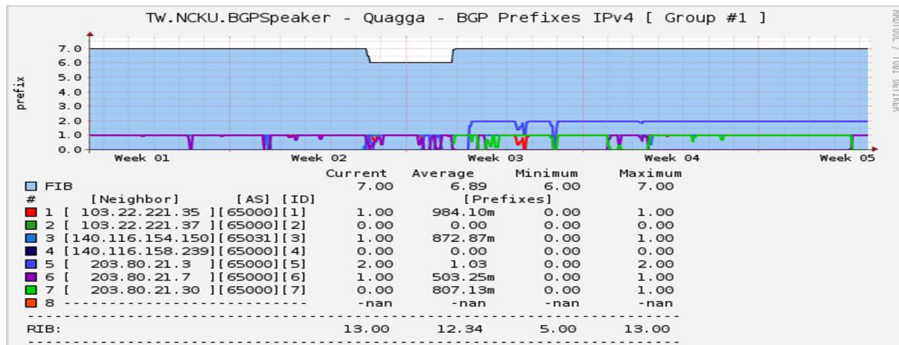 TW.NCKU.BGPSpeaker - Quagga - BGP Prefixes IPv4 [ Group #1 ]
RRDTOOL / TOBI OETIKER
prefix
7.0
6.0
5.0
4.0
3.0
2.0
1.0
0.0
Week 01 Week 02 Week 03 Week 04 Week 05
Current Average Minimum Maximum
FIB 7.00 6.89 6.00 7.00
# [Neighbor] [AS] [ID] [Prefixes]
1 [ 103.22.221.35 ][65000][1] 1.00 984.10m 0.00 1.00
2 [ 103.22.221.37 ][65000][2] 0.00 0.00 0.00 0.00
3 [140.116.154.150][65031][3] 1.00 872.87m 0.00 1.00
4 [140.116.158.239][65000][4] 0.00 0.00 0.00 0.00
5 [ 203.80.21.3 ][65000][5] 2.00 1.03 0.00 2.00
6 [ 203.80.21.7 ][65000][6] 1.00 503.25m 0.00 1.00
7 [ 203.80.21.30 ][65000][7] 0.00 807.13m 0.00 1.00
8 ---------------------------- -nan -nan -nan -nan
RIB: 13.00 12.34 5.00 13.00